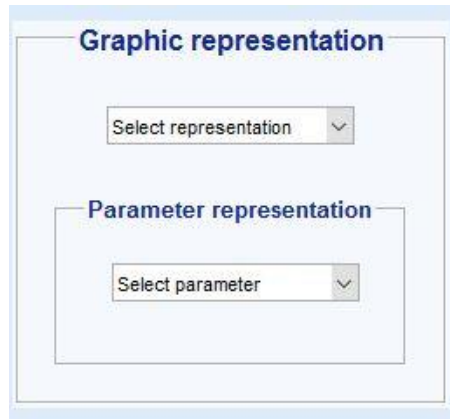 Graphic representation
Select representation
Parameter representation
Select parameter